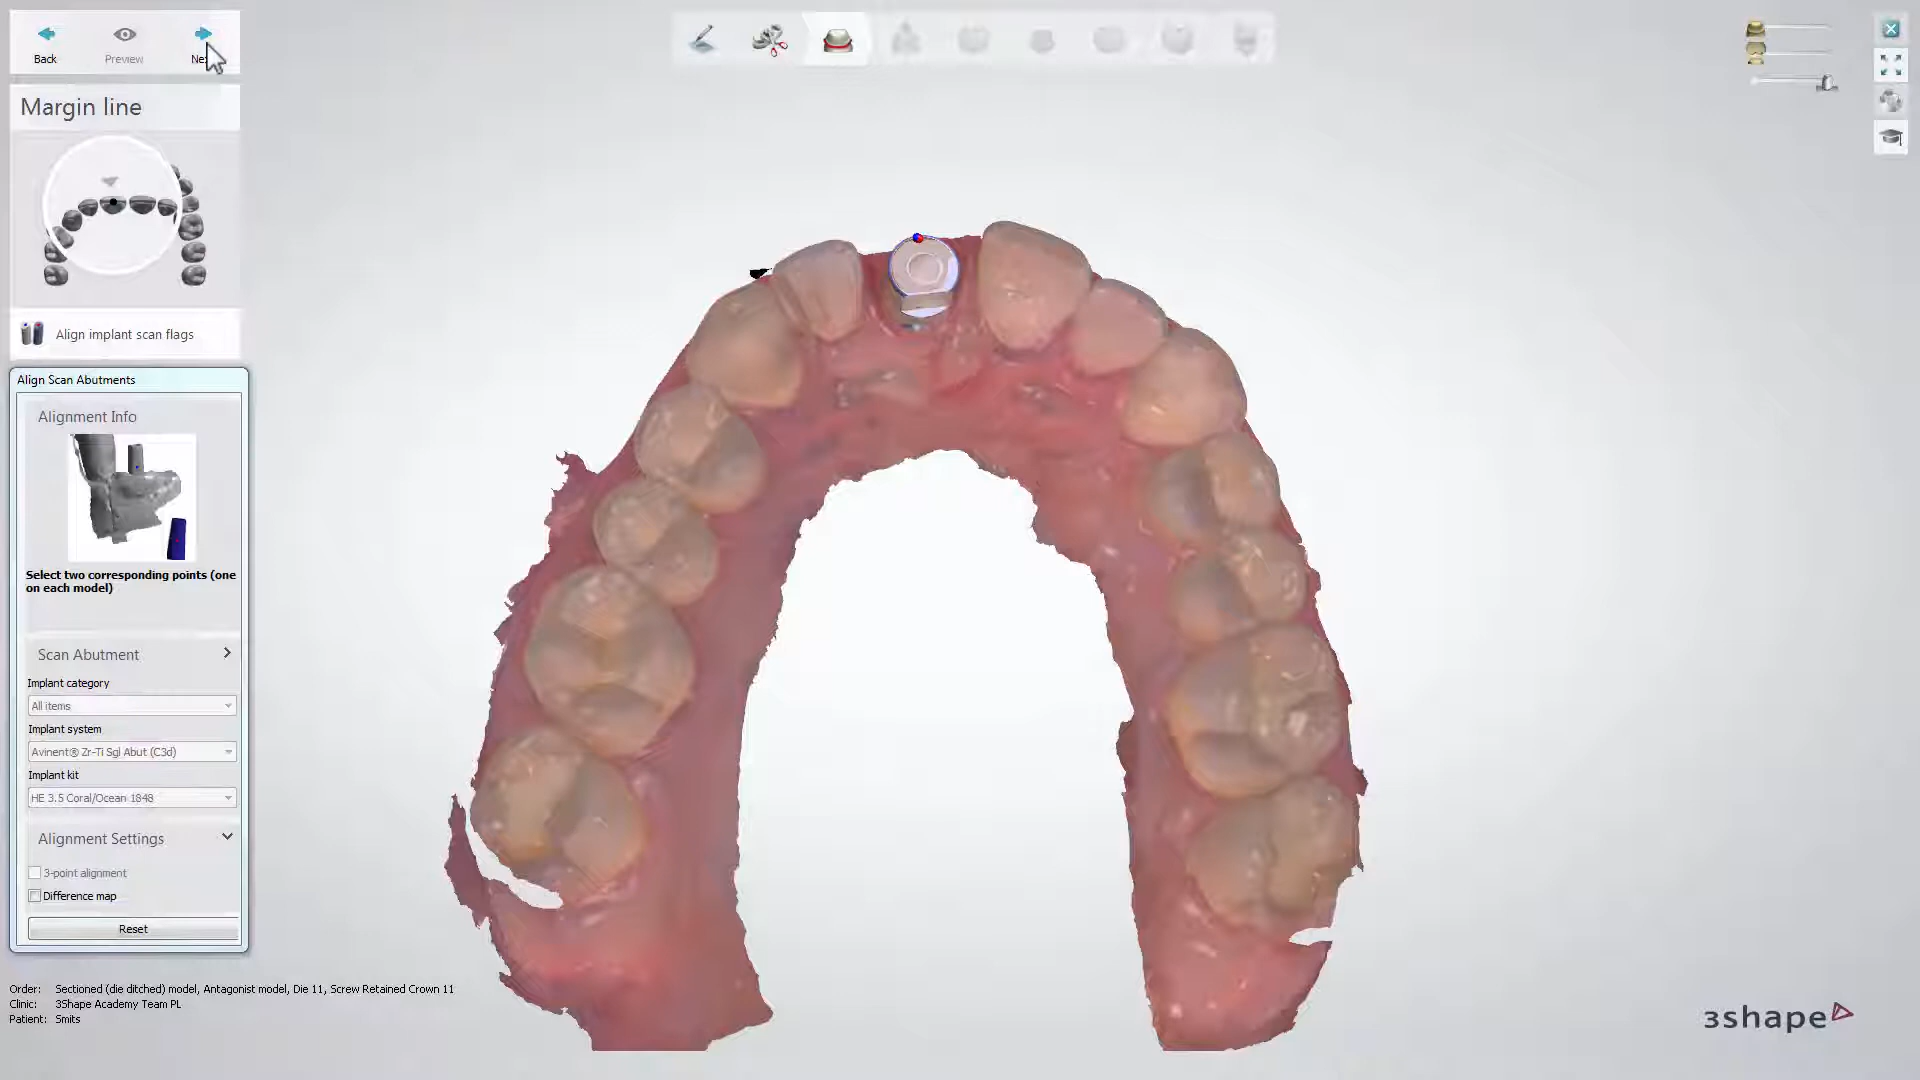 Back
Preview
Next
Margin line
Align implant scan flags
Align Scan Abutments
Alignment Info
Select two corresponding points (one
on each model)
Scan Abutment
Implant category
All items
Implant system
Avinent® Zr-Ti Sgl Abut (C3d)
Implant kit
HE 3.5 Coral/Ocean 1848
Alignment Settings
3-point alignment
Difference map
Reset
Order: Sectioned (die ditched) model, Antagonist model, Die 11, Screw Retained Crown 11
Clinic: 3Shape Academy Team PL
Patient: Smits
3shape